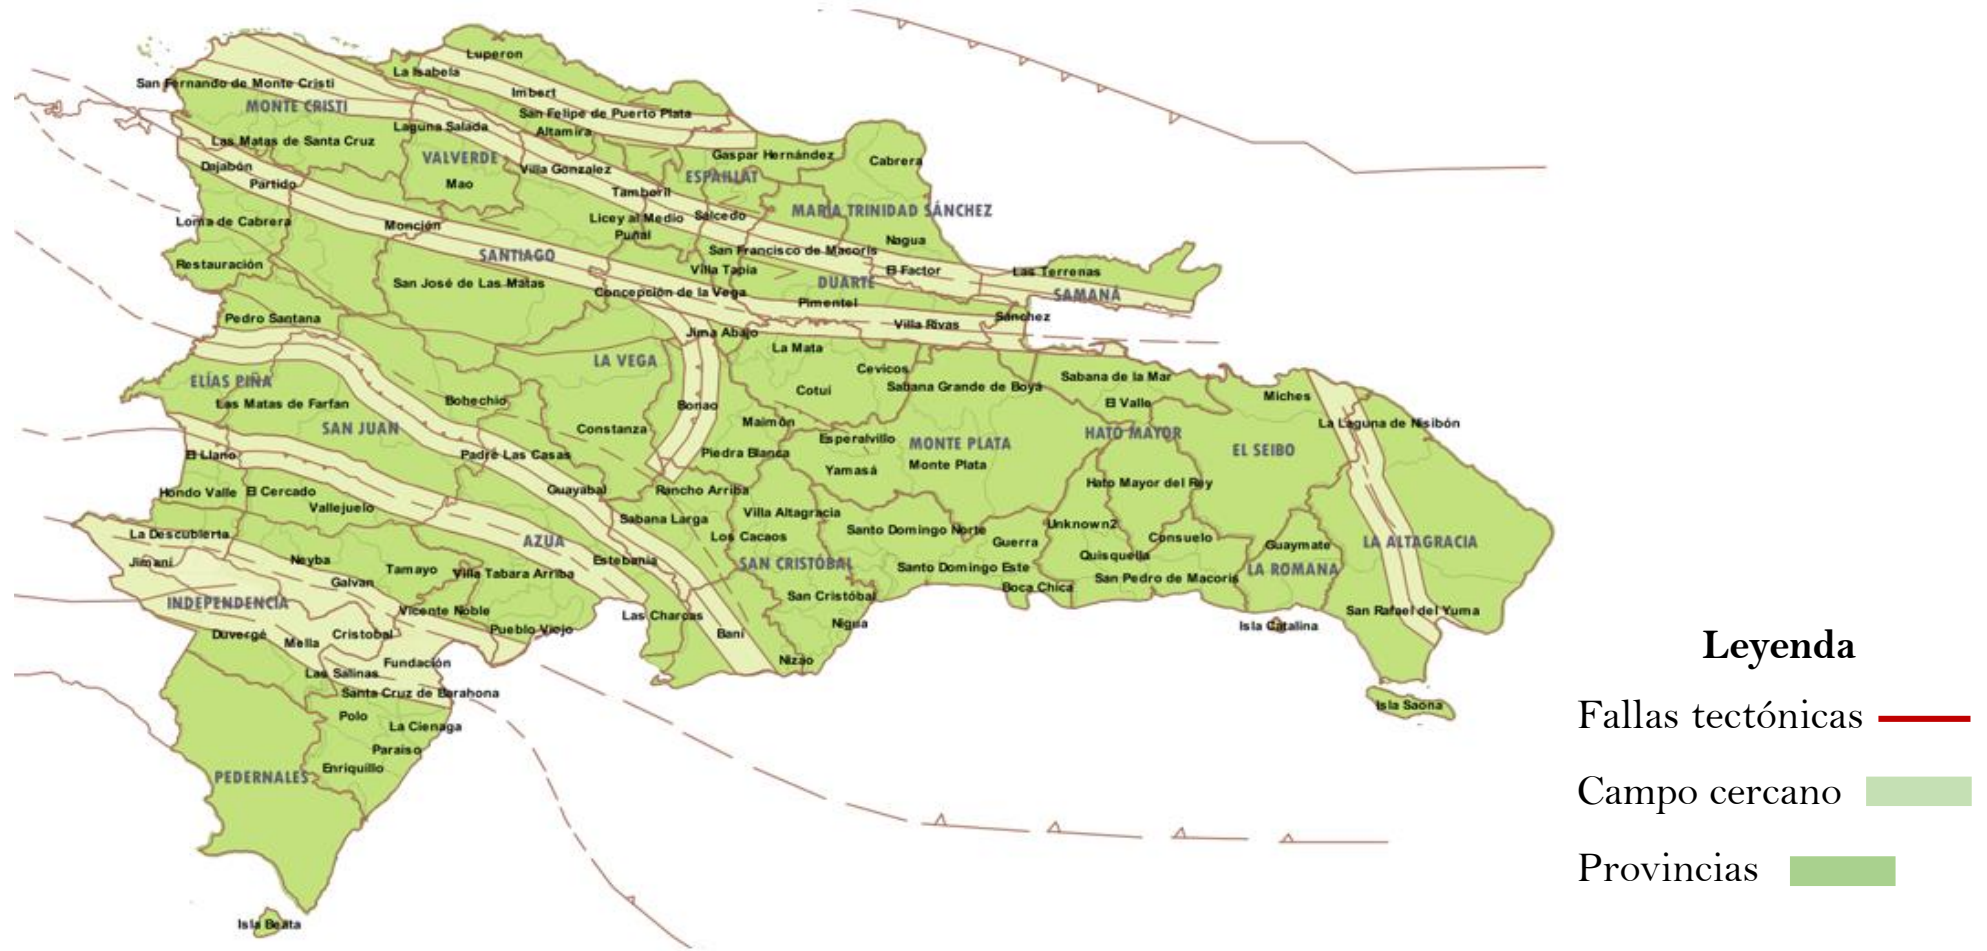 Luperon
La Isabela
San Fernando de Monte Cristi
Imbert
MONTE CRISTI
San Felipe de Puerto Plata
Laguna Salada
Altamira
Las Matas de Santa Cruz
VALVERDE
Gaspar Hernández
Cabrera
Dajabón
Villa Gonzalez
ESPAILLAT
Partido
Mao
Tamboril
MARÍA TRINIDAD SÁNCHEZ
Loma de Cabrera
Monción
Licey al Medio
Salcedo
Puñal
Nagua
SANTIAGO
San Francisco de Macorís
Restauración
Villa Tapia
El Factor
Las Terrenas
San José de Las Matas
DUARTE
Concepción de la Vega
SAMANÁ
Pimentel
Pedro Santana
Sánchez
Villa Rivas
Jima Abajo
La Mata
LA VEGA
Cevicos
ELÍAS PIÑA
Sabana de la Mar
Cotuí
Sabana Grande de Boyá
Miches
Las Matas de Farfan
Bohechio
Bonao
El Valle
SAN JUAN
Constanza
Maimón
La Laguna de Nisibón
Esperalvillo
MONTE PLATA
HATO MAYOR
EL SEIBO
El Llano
Padre Las Casas
Piedra Blanca
Yamasá
Monte Plata
Hondo Valle
El Cercado
Guayabal
Rancho Arriba
Hato Mayor del Rey
Vallejuelo
Sabana Larga
Villa Altagracia
La Descubierta
Santo Domingo Norte
Unknown2
AZUA
Los Cacaos
Guerra
Consuelo
LA ALTAGRACIA
Jimaní
Neyba
Estebanía
SAN CRISTÓBAL
Quisquella
Guaymate
Galvan
Tamayo
Villa Tabara Arriba
Santo Domingo Este
LA ROMANA
INDEPENDENCIA
Boca Chica
San Pedro de Macorís
Vicente Noble
Las Charcas
San Cristóbal
San Rafael del Yuma
Duvergé
Mella
Cristobal
Pueblo Viejo
Baní
Nigua
Isla Catalina
Fundación
Nizao
Las Salinas
Santa Cruz de Barahona
Isla Saona
Polo
La Cienaga
Paraiso
PEDERNALES
Enriquillo
Isla Beata
Leyenda
Fallas tectónicas
Campo cercano
Provincias